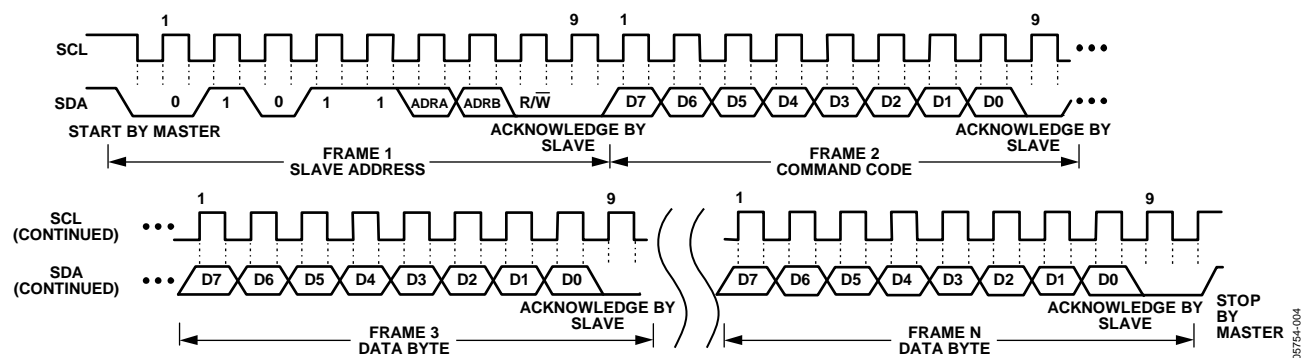 1 9 1 9
SCL
SDA 0 1 0 1 1 ADRA ADRB R/W̅ D7 D6 D5 D4 D3 D2 D1 D0
START BY MASTER ACKNOWLEDGE BY SLAVE ACKNOWLEDGE BY SLAVE
FRAME 1 SLAVE ADDRESS FRAME 2 COMMAND CODE
1 9 1 9
SCL (CONTINUED)
SDA (CONTINUED) D7 D6 D5 D4 D3 D2 D1 D0 D7 D6 D5 D4 D3 D2 D1 D0
ACKNOWLEDGE BY SLAVE ACKNOWLEDGE BY SLAVE STOP BY MASTER
FRAME 3 DATA BYTE FRAME N DATA BYTE
05754-004